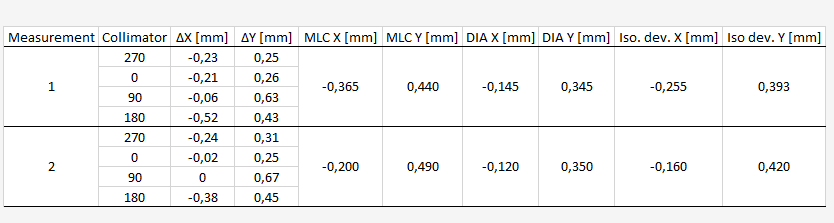 Measurement Collimator ΔX [mm] ΔY [mm] MLC X [mm] MLC Y [mm] DIA X [mm] DIA Y [mm] Iso. dev. X [mm] Iso dev. Y [mm]
1 -0,365 0,440 -0,145 0,345 -0,255 0,393
270 -0,23 0,25
0 -0,21 0,26
90 -0,06 0,63
180 -0,52 0,43
2 -0,200 0,490 -0,120 0,350 -0,160 0,420
270 -0,24 0,31
0 -0,02 0,25
90 0 0,67
180 -0,38 0,45